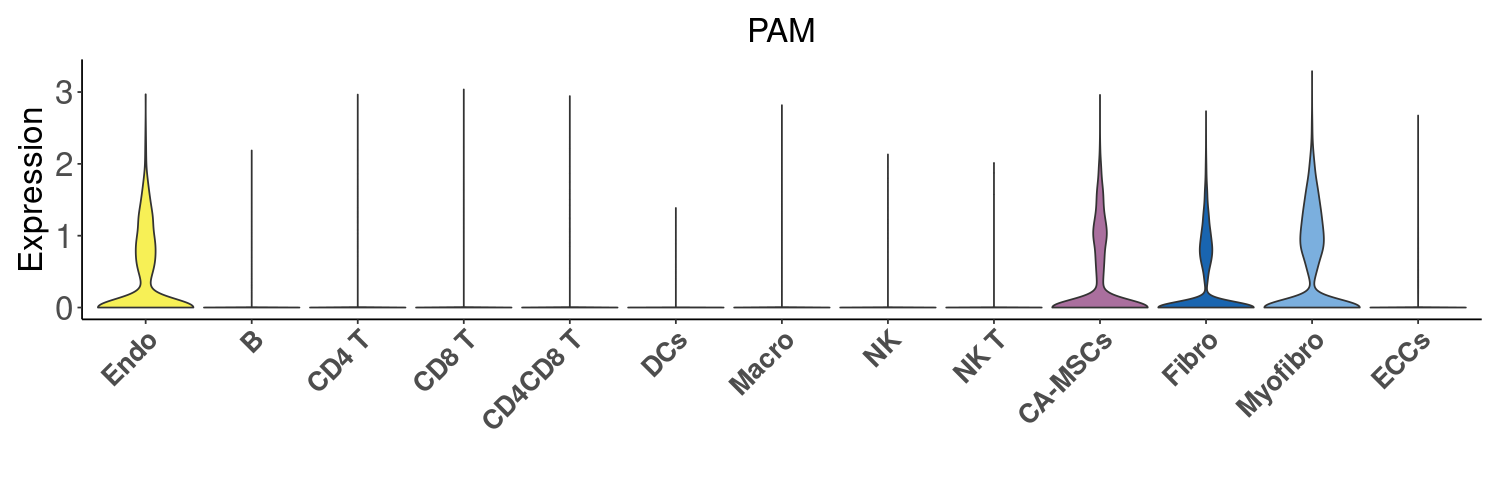 PAM
Expression
3
2
1
0
Endo
B
CD4 T
CD8 T
CD4CD8 T
DCs
Macro
NK
NK T
CA-MSCs
Fibro
Myofibro
ECCs